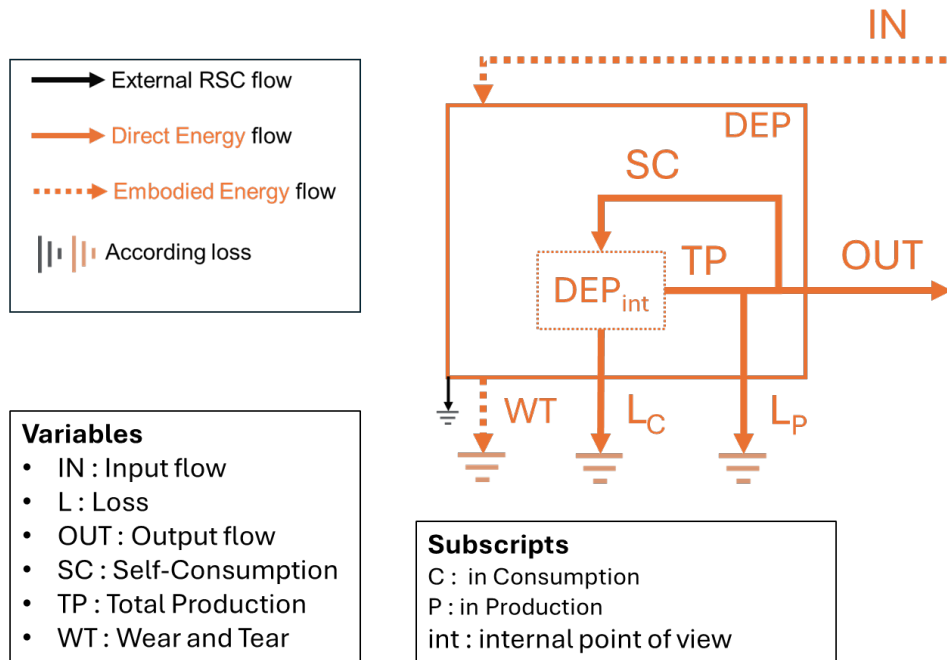 IN
External RSC flow
Direct Energy flow
Embodied Energy flow
According loss
DEP
SC
TP
OUT
DEPint
WT
LC
LP
Variables
• IN : Input flow
• L : Loss
• OUT : Output flow
• SC : Self-Consumption
• TP : Total Production
• WT : Wear and Tear
Subscripts
C : in Consumption
P : in Production
int : internal point of view